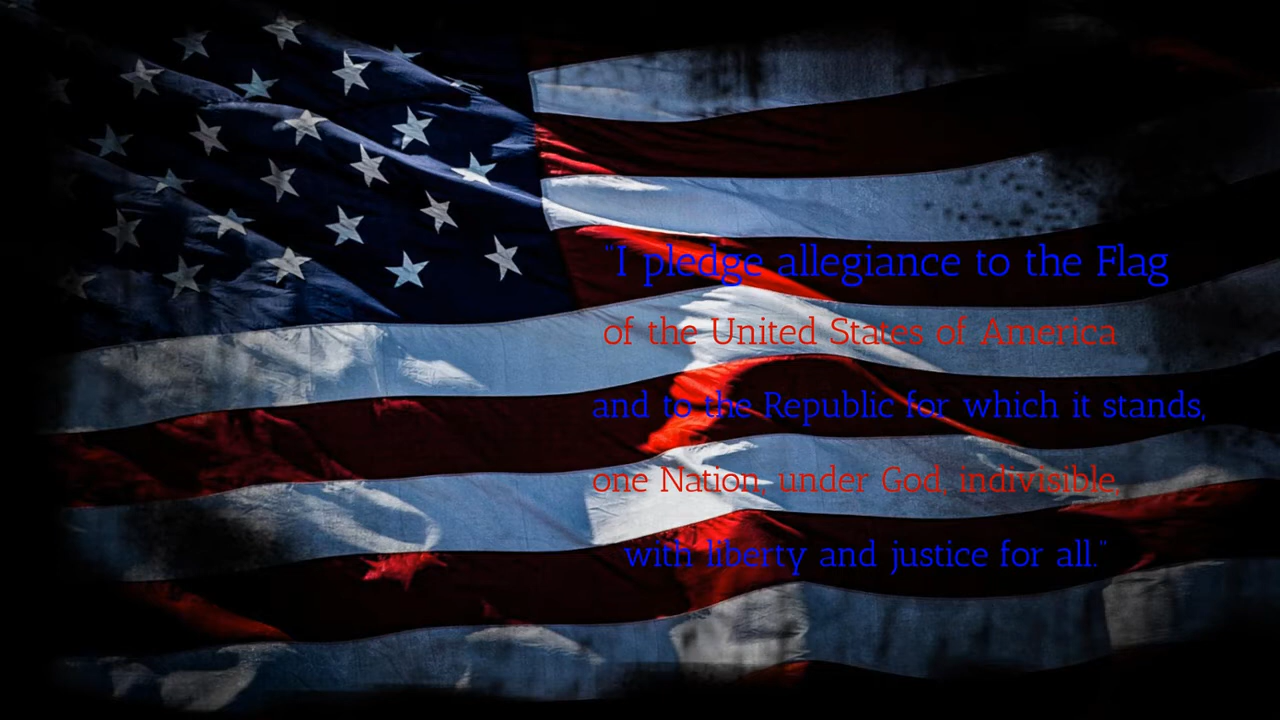 "I pledge allegiance to the Flag
of the United States of America
and to the Republic for which it stands,
one Nation, under God, indivisible,
with liberty and justice for all."